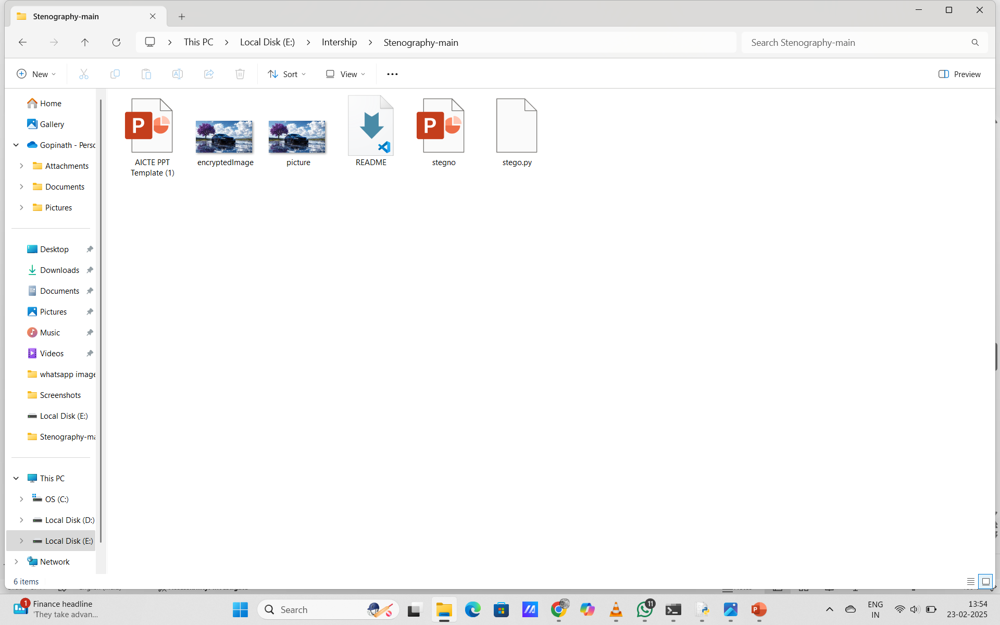 Stenography-main
This PC
Local Disk (E:)
Intership
Stenography-main
Search Stenography-main
New
Sort
View
Preview
Home
Gallery
Gopinath - Persc
Attachments
Documents
Pictures
Desktop
Downloads
Documents
Pictures
Music
Videos
whatsapp image
Screenshots
Local Disk (E:)
Stenography-ma
This PC
OS (C:)
Local Disk (D:)
Local Disk (E:)
Network
AICTE PPT
Template (1)
encryptedImage
picture
README
stegno
stego.py
6 items
1
Finance headline
'They take advan...
Search
11
ENG
IN
13:54
23-02-2025